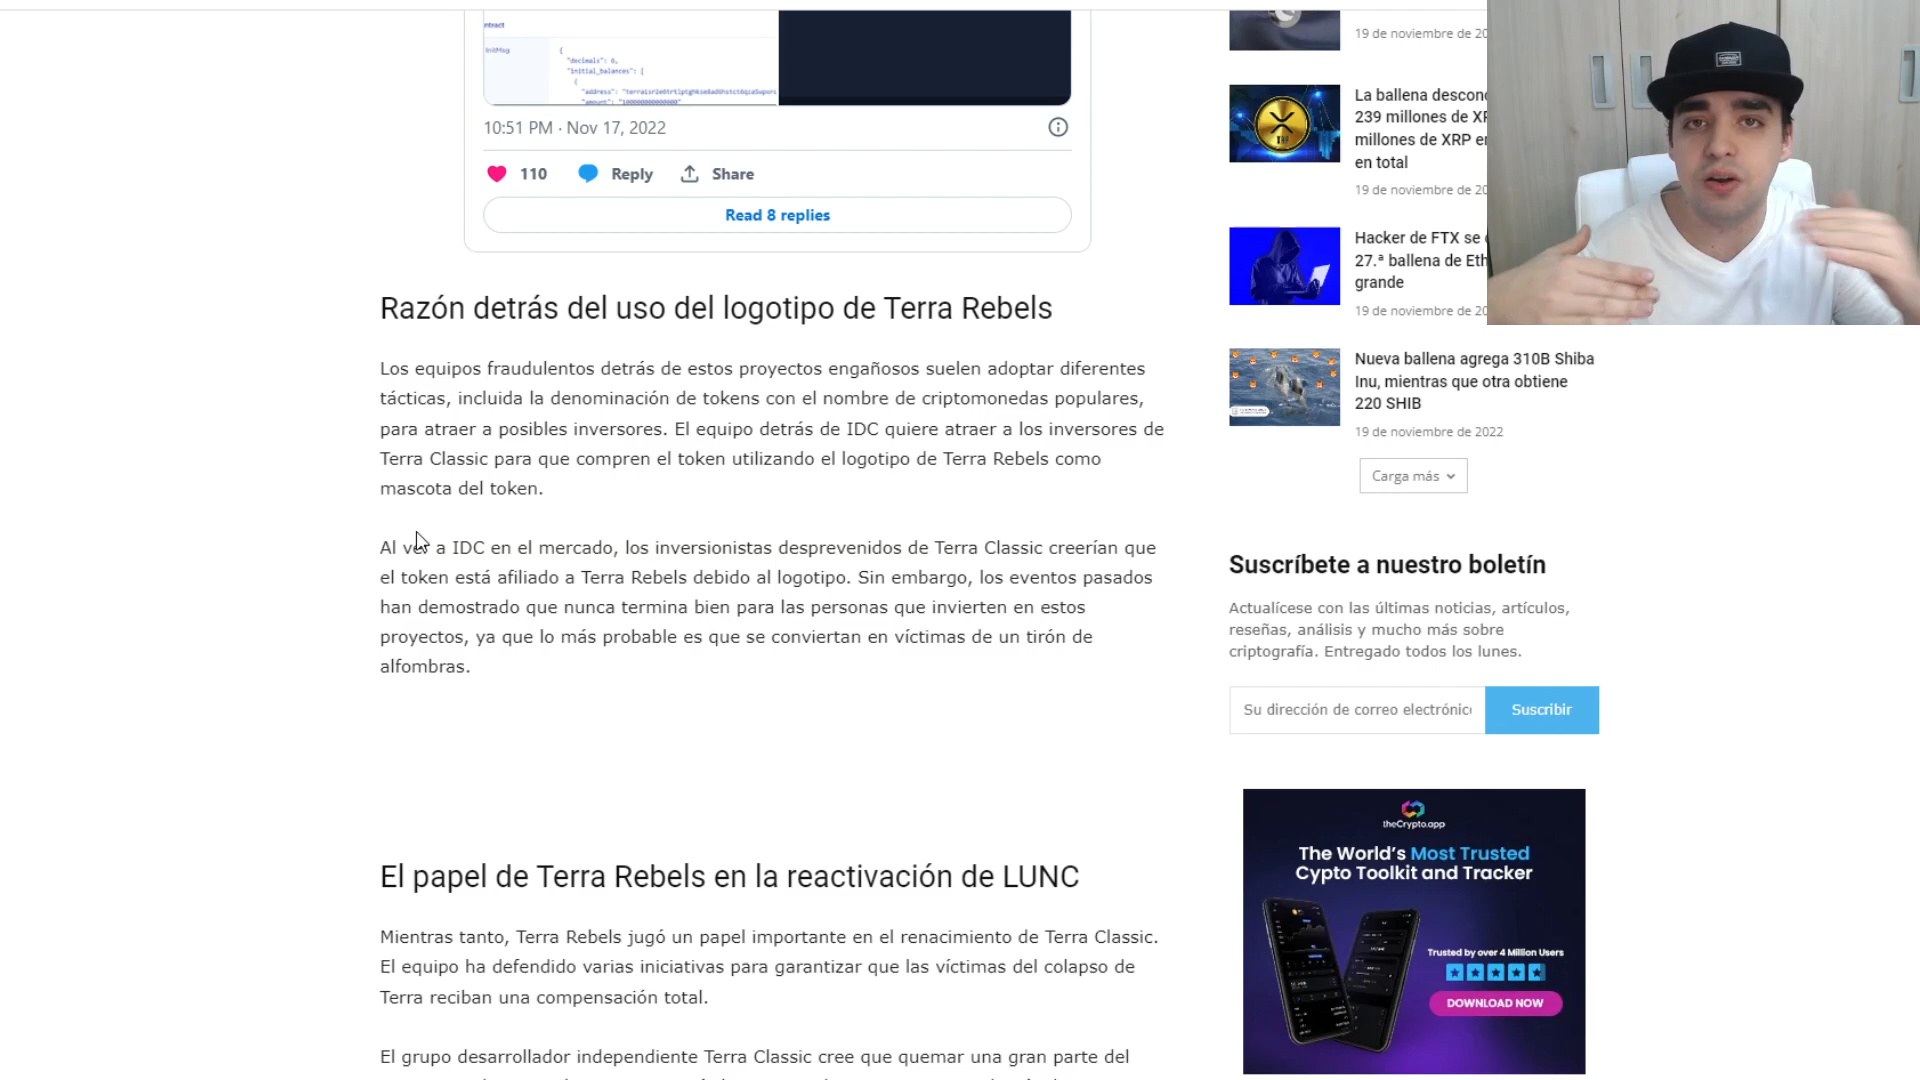 ntract
InitMsg
{
"decimals": 6,
"initial_balances": [
{
10:51 PM · Nov 17, 2022
110 Reply Share
Read 8 replies
Razón detrás del uso del logotipo de Terra Rebels
Los equipos fraudulentos detrás de estos proyectos engañosos suelen adoptar diferentes
tácticas, incluida la denominación de tokens con el nombre de criptomonedas populares,
para atraer a posibles inversores. El equipo detrás de IDC quiere atraer a los inversores de
Terra Classic para que compren el token utilizando el logotipo de Terra Rebels como
mascota del token.
Al a IDC en el mercado, los inversionistas desprevenidos de Terra Classic creerían que
el token está afiliado a Terra Rebels debido al logotipo. Sin embargo, los eventos pasados
han demostrado que nunca termina bien para las personas que invierten en estos
proyectos, ya que lo más probable es que se conviertan en víctimas de un tirón de
alfombras.
El papel de Terra Rebels en la reactivación de LUNC
Mientras tanto, Terra Rebels jugó un papel importante en el renacimiento de Terra Classic.
El equipo ha defendido varias iniciativas para garantizar que las víctimas del colapso de
Terra reciban una compensación total.
El grupo desarrollador independiente Terra Classic cree que quemar una gran parte del
19 de noviembre de 20
La ballena descon
239 millones de XR
millones de XRP en
en total
19 de noviembre de 20
Hacker de FTX se
27.ª ballena de Eth
grande
19 de noviembre de 20
Nueva ballena agrega 310B Shiba
Inu, mientras que otra obtiene
220 SHIB
19 de noviembre de 2022
Carga más
Suscríbete a nuestro boletín
Actualícese con las últimas noticias, artículos,
reseñas, análisis y mucho más sobre
criptografía. Entregado todos los lunes.
Su dirección de correo electrónico Suscribir
theCrypto.app
The World's Most Trusted
Cypto Toolkit and Tracker
Trusted by over 4 Million Users
DOWNLOAD NOW